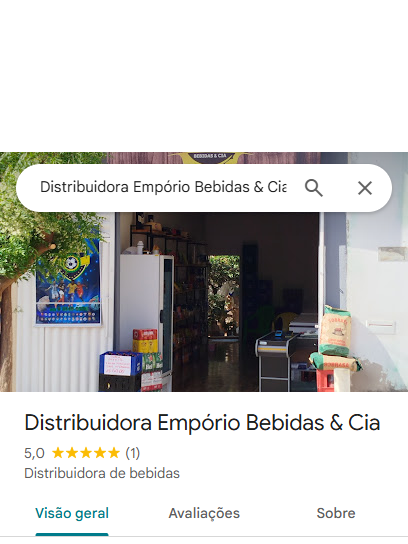 BEBIDAS & CIA
Distribuidora Empório Bebidas & Cia
Distribuidora Empório Bebidas & Cia
5,0 ★★★★★ (1)
Distribuidora de bebidas
Visão geral Avaliações Sobre